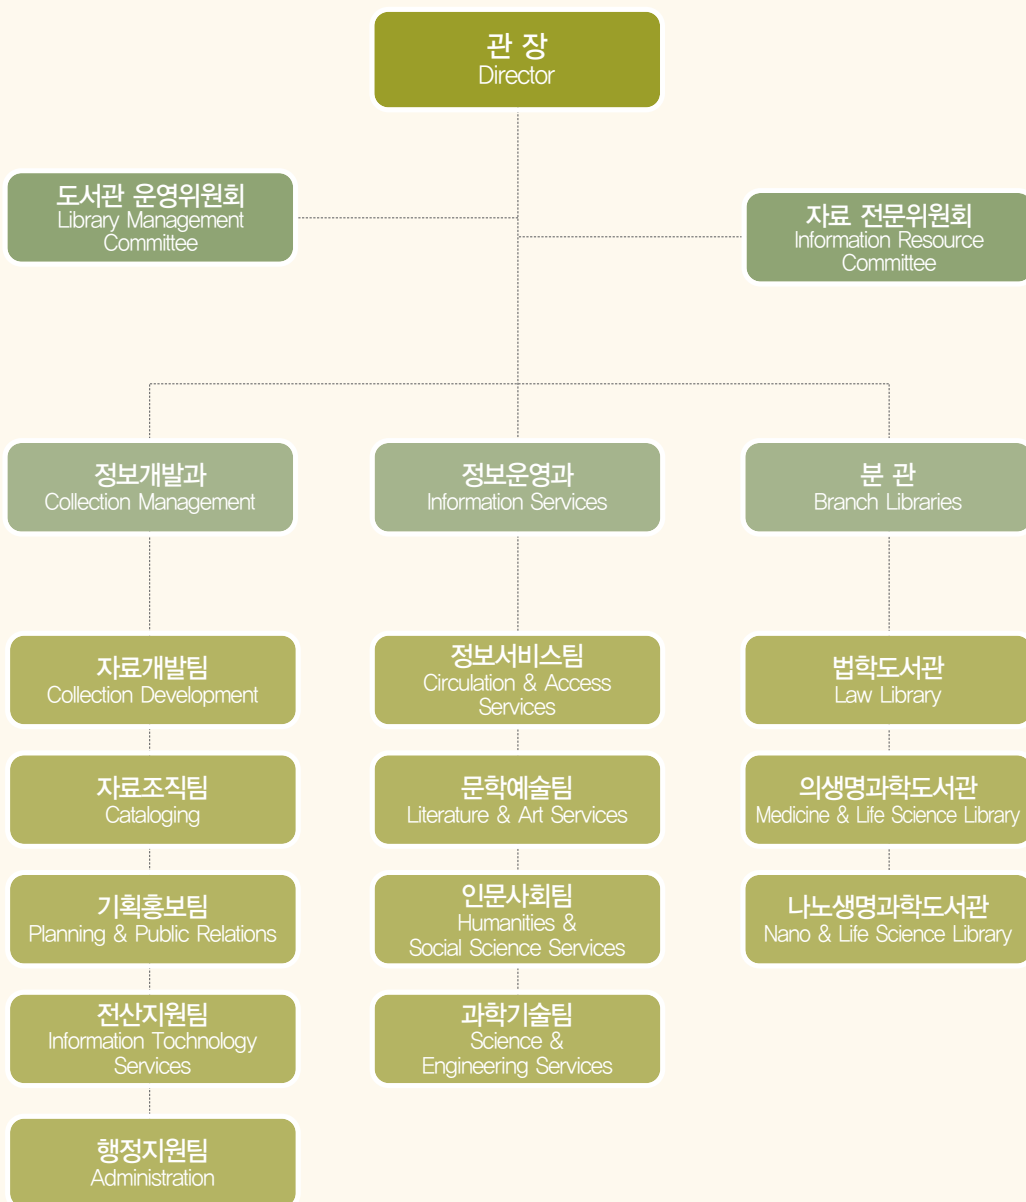 관 장
Director
도서관 운영위원회
Library Management
Committee
자료 전문위원회
Information Resource
Committee
정보개발과
Collection Management
정보운영과
Information Services
분 관
Branch Libraries
자료개발팀
Collection Development
자료조직팀
Cataloging
기획홍보팀
Planning & Public Relations
전산지원팀
Information Tochnology
Services
행정지원팀
Administration
정보서비스팀
Circulation & Access
Services
문학예술팀
Literature & Art Services
인문사회팀
Humanities &
Social Science Services
과학기술팀
Science &
Engineering Services
법학도서관
Law Library
의생명과학도서관
Medicine & Life Science Library
나노생명과학도서관
Nano & Life Science Library